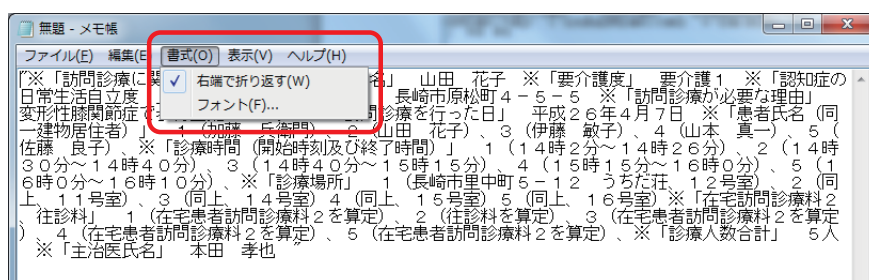 無題 - メモ帳
ファイル(F) 編集(E 書式(O) 表示(V) ヘルプ(H)
右端で折り返す(W)
フォント(F)...
"※「訪問診療に関 名」 山田 花子 ※「要介護度」 要介護１ ※「認知症の
日常生活自立度 長崎市原松町４－５－５ ※「訪問診療が必要な理由」
変形性膝関節症で 問診療を行った日」 平成２６年４月７日 ※「患者氏名（同
一建物居住者）」 １（加藤 兵衛門）、２（山田 花子）、３（伊藤 敏子）、４（山本 真一）、５（
佐藤 良子）、※「診療時間（開始時刻及び終了時間）」 １（１４時２分～１４時２６分）、２（１４時
３０分～１４時４０分）、３（１４時４０分～１５時１５分）、４（１５時１５分～１６時０分）、５（１
６時０分～１６時１０分）、※「診療場所」 １（長崎市里中町５－１２ うちだ荘、１２号室）、２（同
上、１１号室）、３（同上、１４号室）４（同上、１５号室）５（同上、１６号室）※「在宅訪問診療料２
、往診料」 １（在宅患者訪問診療料２を算定）、２（往診料を算定）、３（在宅患者訪問診療料２を算定
）、４（在宅患者訪問診療料２を算定）、５（在宅患者訪問診療料２を算定）、※「診療人数合計」 ５人
※「主治医氏名」 本田 孝也 "